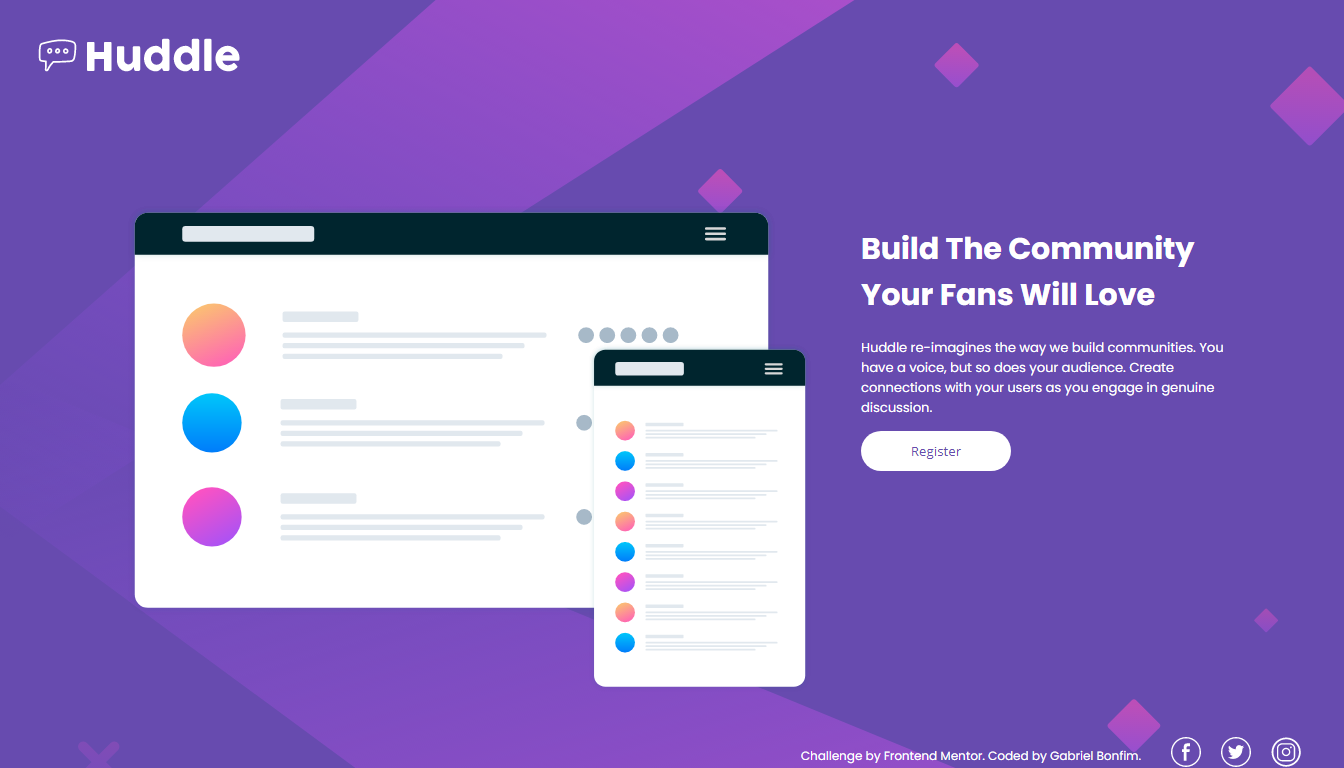 Huddle
Build The Community
Your Fans Will Love
Huddle re-imagines the way we build communities. You
have a voice, but so does your audience. Create
connections with your users as you engage in genuine
discussion.
Register
Challenge by Frontend Mentor. Coded by Gabriel Bonfim.